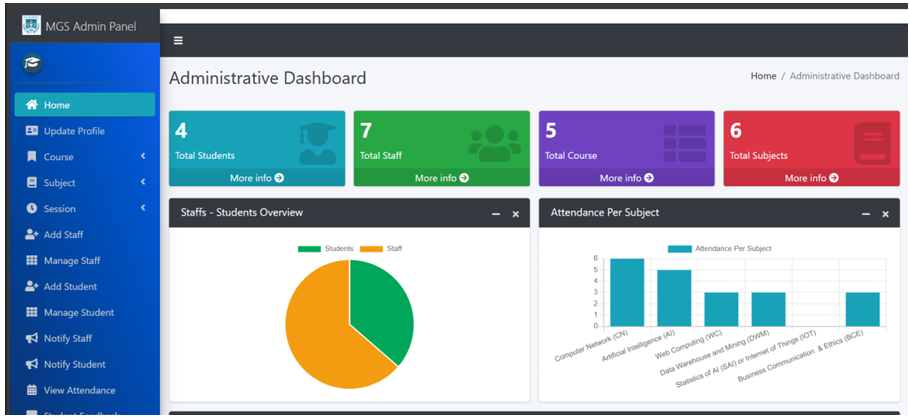 MGS Admin Panel
Home
Update Profile
Course
Subject
Session
Add Staff
Manage Staff
Add Student
Manage Student
Notify Staff
Notify Student
View Attendance
Student Feedback
Administrative Dashboard
Home / Administrative Dashboard
4
Total Students
More info
7
Total Staff
More info
5
Total Course
More info
6
Total Subjects
More info
Staffs - Students Overview
Students Staff
Attendance Per Subject
Attendance Per Subject
6
5
4
3
2
1
0
Computer Network (CN)
Artificial Intelligence (AI)
Web Computing (WC)
Data Warehouse and Mining (DWM)
Statistics of AI (SAI) or Internet of Things (IOT)
Business Communication & Ethics (BCE)